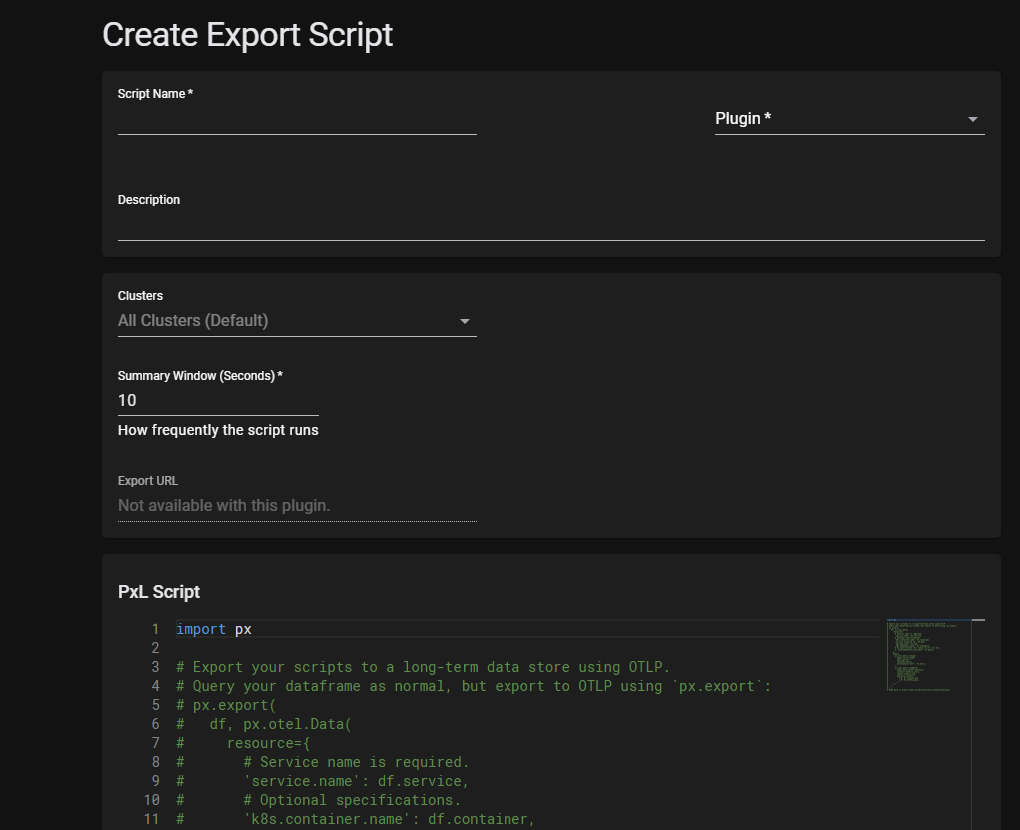 Create Export Script
Script Name *
Plugin *
Description
Clusters
All Clusters (Default)
Summary Window (Seconds) *
10
How frequently the script runs
Export URL
Not available with this plugin.
PxL Script
1 import px
2
3 # Export your scripts to a long-term data store using OTLP.
4 # Query your dataframe as normal, but export to OTLP using `px.export`:
5 # px.export(
6 #   df, px.otel.Data(
7 #     resource={
8 #       # Service name is required.
9 #       'service.name': df.service,
10 #       # Optional specifications.
11 #       'k8s.container.name': df.container,